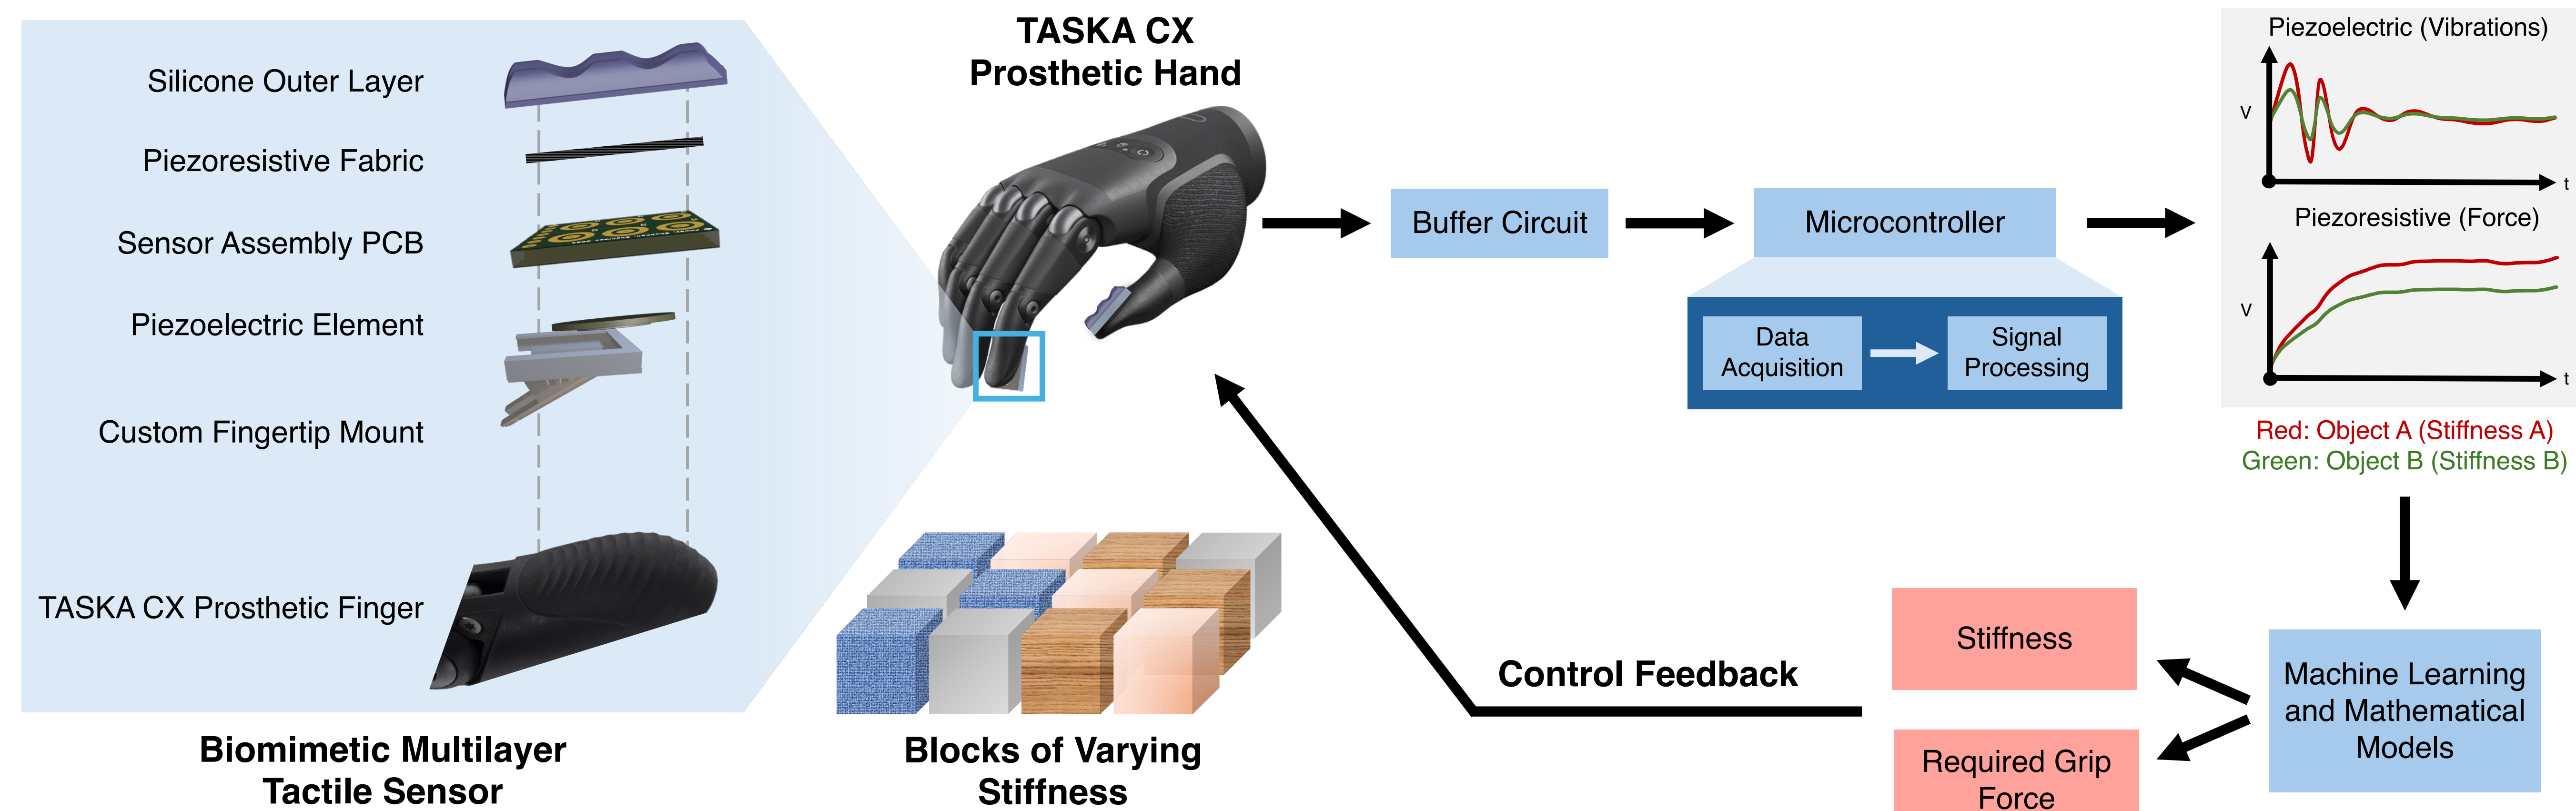 Silicone Outer Layer
Piezoresistive Fabric
Sensor Assembly PCB
Piezoelectric Element
Custom Fingertip Mount
TASKA CX Prosthetic Finger
Biomimetic Multilayer
Tactile Sensor
TASKA CX
Prosthetic Hand
Blocks of Varying
Stiffness
Buffer Circuit
Microcontroller
Data
Acquisition
Signal
Processing
Piezoelectric (Vibrations)
V
t
Piezoresistive (Force)
V
t
Red: Object A (Stiffness A)
Green: Object B (Stiffness B)
Machine Learning
and Mathematical
Models
Stiffness
Required Grip
Force
Control Feedback